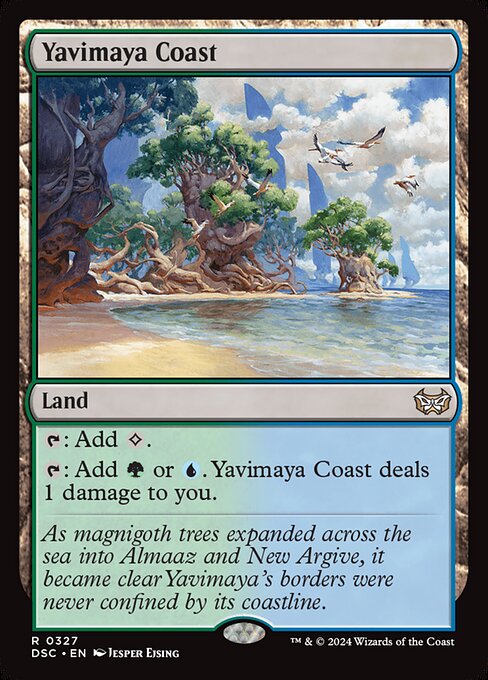 Yavimaya Coast
Land
: Add .
: Add  or . Yavimaya Coast deals
1 damage to you.
As magnigoth trees expanded across the
sea into Almaaz and New Argive, it
became clear Yavimaya's borders were
never confined by its coastline.
R 0327
DSC • EN Jesper Ejsing
™ & © 2024 Wizards of the Coast